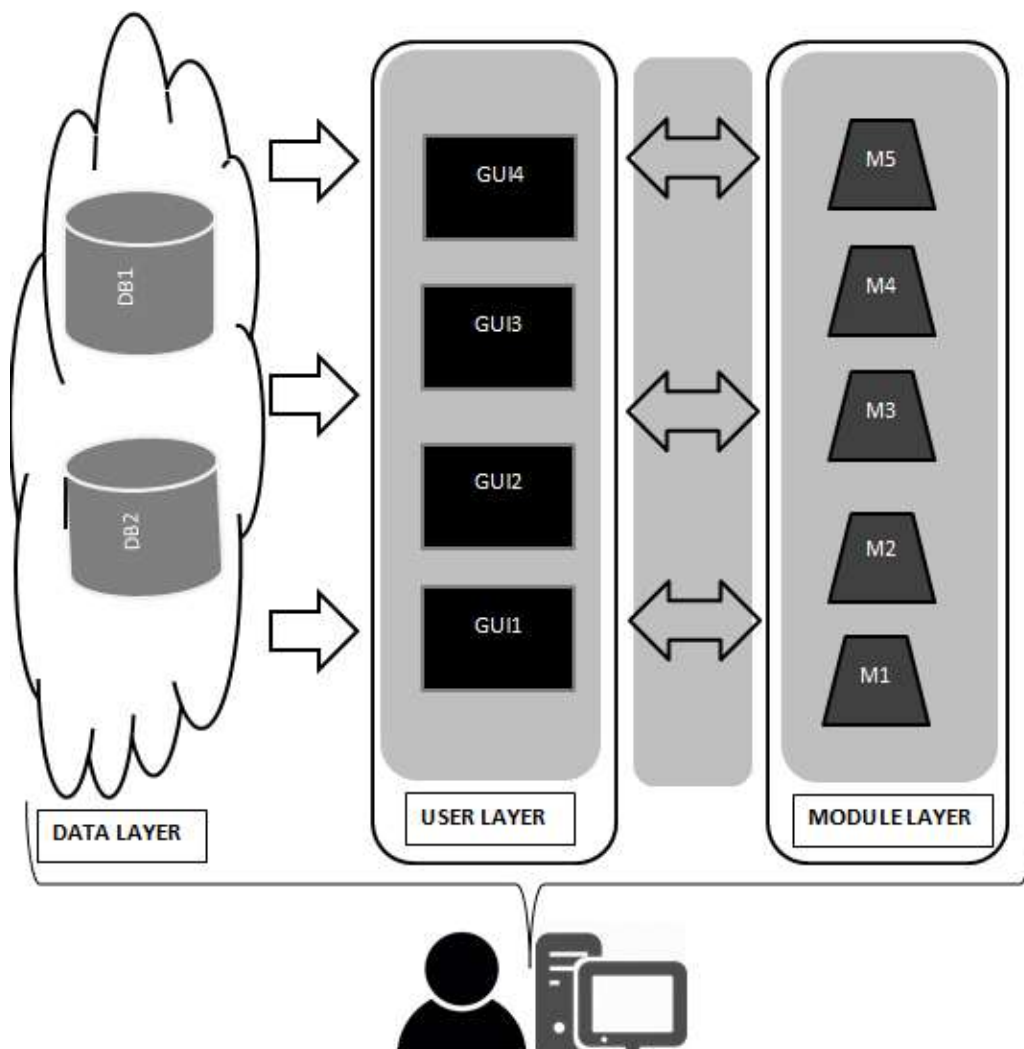 DB1
DB2
DATA LAYER
GUI4
GUI3
GUI2
GUI1
USER LAYER
M5
M4
M3
M2
M1
MODULE LAYER